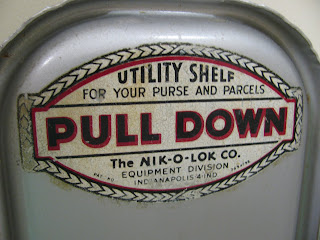 UTILITY SHELF
FOR YOUR PURSE AND PARCELS
PULL DOWN
The NIK-O-LOK CO.
EQUIPMENT DIVISION
INDIANAPOLIS 4·IND